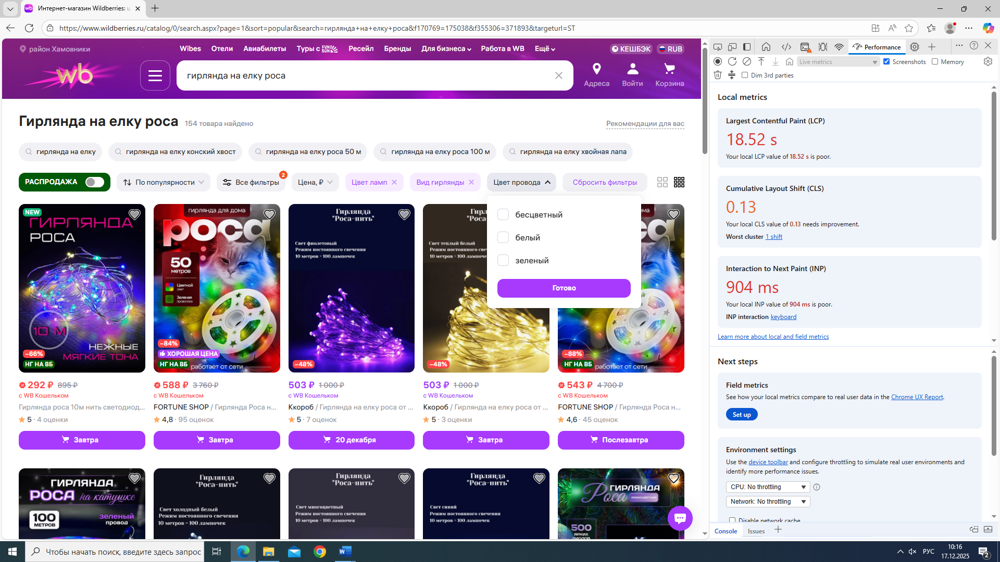 Интернет-магазин Wildberries: ш
https://www.wildberries.ru/catalog/0/search.aspx?page=1&sort=popular&search=гирлянда+на+елку+роса&f170769=175038&f355306=371893&targeturl=ST
район Хамовники
Wibes Отели Авиабилеты Туры с FUN SUN Ресейл Бренды Для бизнеса Работа в WB Ещё
КЕШБЭК RUB
wb
гирлянда на елку роса
Адреса Войти Корзина
Гирлянда на елку роса 154 товара найдено
Рекомендации для вас
гирлянда на елку
гирлянда на елку конский хвост
гирлянда на елку роса 50 м
гирлянда на елку роса 100 м
гирлянда на елку хвойная лапа
РАСПРОДАЖА
По популярности
Все фильтры 2
Цена, ₽
Цвет ламп
Вид гирлянды
Цвет провода
Сбросить фильтры
бесцветный
белый
зеленый
Готово
NEW
ГИРЛЯНДА
РОСА
10 М
НЕЖНЫЕ
МЯГКИЕ ТОНА
−66%
НГ НА ВБ
292 ₽ 895 ₽
с WB Кошельком
Гирлянда роса 10м нить светодиод...
5 · 4 оценки
Завтра
гирлянда для дома
роса
50
метров
Цветной
свет
Зеленая
проволока
−84%
ХОРОШАЯ ЦЕНА
НГ НА ВБ
работает от сети
588 ₽ 3 760 ₽
с WB Кошельком
FORTUNE SHOP / Гирлянда Роса н...
4,8 · 95 оценок
Завтра
Гирлянда
"Роса-нить"
Свет фиолетовый
Режим постоянного свечения
10 метров = 100 лампочек
−48%
503 ₽ 1 000 ₽
с WB Кошельком
Ккороб / Гирлянда на елку роса от ...
5 · 7 оценок
20 декабря
Гирл
"Роса
Свет теплый белый
Режим постоянного свече
10 метров = 100 лампоч
−48%
503 ₽ 1 000 ₽
с WB Кошельком
Ккороб / Гирлянда на елку роса от ...
5 · 3 оценки
Завтра
ма
−88%
НГ НА ВБ
работает от сети
543 ₽ 4 700 ₽
с WB Кошельком
FORTUNE SHOP / Гирлянда Роса н...
4,6 · 45 оценок
Послезавтра
ГИРЛЯНДА
РОСА на катушке
100
МЕТРОВ
зеленый
провод
Гирлянда
"Роса-нить"
Свет холодный белый
Режим постоянного свечения
10 метров = 100 лампочек
Гирлянда
"Роса-нить"
Свет многоцветный
Режим постоянного свечения
10 метров = 100 лампочек
Гирлянда
"Роса-нить"
Свет синий
Режим постоянного свечения
10 метров = 100 лампочек
ГИРЛЯНДА
Роса
РАЗНОЦВЕТНАЯ
500
ЯРКИХ
ДИОДОВ
Performance
Live metrics
Screenshots
Memory
Dim 3rd parties
Local metrics
Largest Contentful Paint (LCP)
18.52 s
Your local LCP value of 18.52 s is poor.
Cumulative Layout Shift (CLS)
0.13
Your local CLS value of 0.13 needs improvement.
Worst cluster 1 shift
Interaction to Next Paint (INP)
904 ms
Your local INP value of 904 ms is poor.
INP interaction keyboard
Learn more about local and field metrics
Next steps
Field metrics
See how your local metrics compare to real user data in the Chrome UX Report.
Set up
Environment settings
Use the device toolbar and configure throttling to simulate real user environments and
identify more performance issues.
CPU: No throttling
Network: No throttling
Disable network cache
Console Issues
Чтобы начать поиск, введите здесь запрос
РУС
10:16
17.12.2025
2